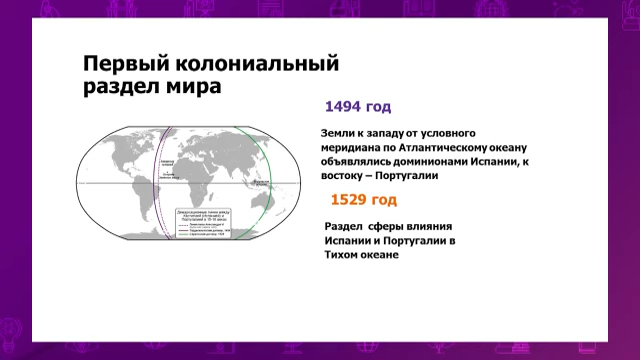 Первый колониальный
раздел мира
1494 год
Земли к западу от условного
меридиана по Атлантическому океану
объявлялись доминионами Испании, к
востоку – Португалии
1529 год
Раздел сферы влияния
Испании и Португалии в
Тихом океане